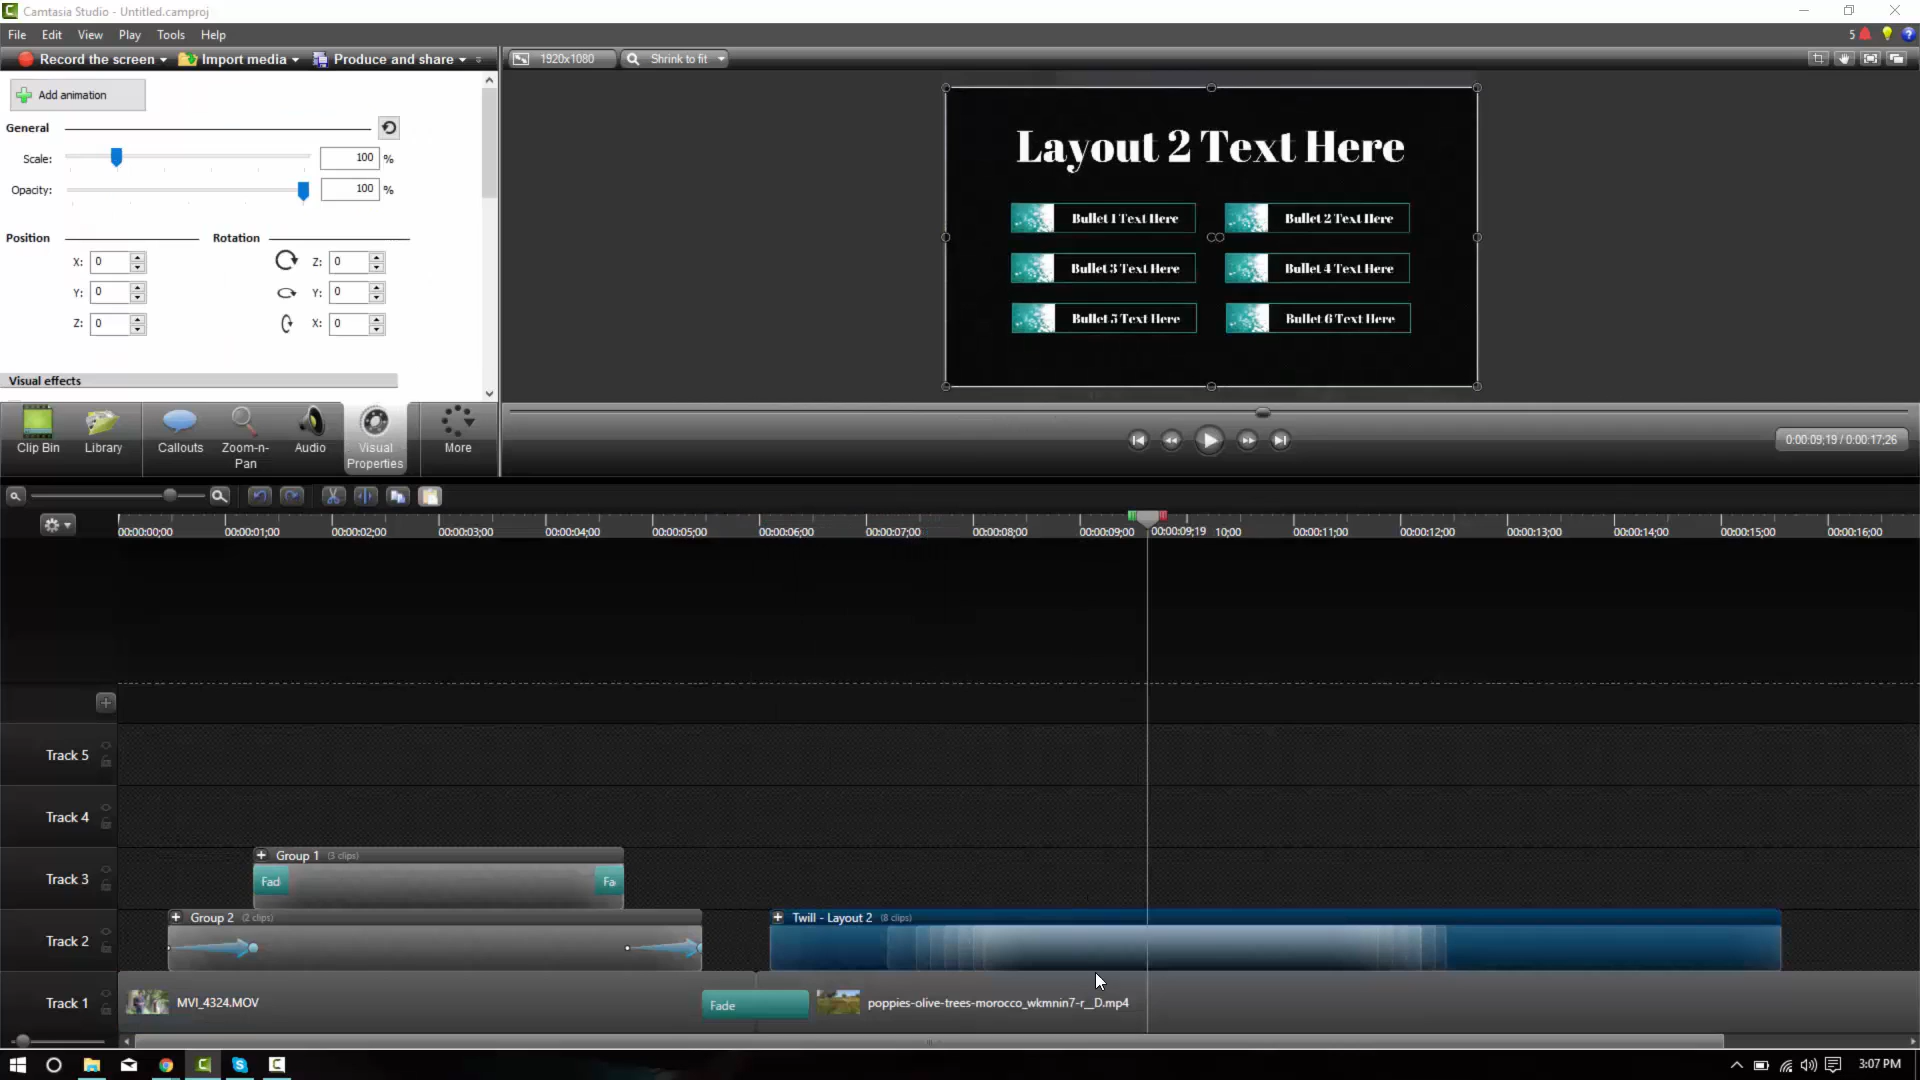 Camtasia Studio - Untitled.camproj
File Edit View Play Tools Help
5
Record the screen Import media Produce and share
1920x1080 Shrink to fit
Add animation
General
Scale: 100 %
Opacity: 100 %
Position Rotation
X: 0 Z: 0
Y: 0 Y: 0
Z: 0 X: 0
Visual effects
Layout 2 Text Here
Bullet 1 Text Here Bullet 2 Text Here
Bullet 3 Text Here Bullet 4 Text Here
Bullet 5 Text Here Bullet 6 Text Here
Clip Bin Library Callouts Zoom-n-Pan Audio Visual Properties More
0:00:09;19 / 0:00:17;26
00:00:00;00 00:00:01;00 00:00:02;00 00:00:03;00 00:00:04;00 00:00:05;00 00:00:06;00 00:00:07;00 00:00:08;00 00:00:09;00 00:00:09;19 10;00 00:00:11;00 00:00:12;00 00:00:13;00 00:00:14;00 00:00:15;00 00:00:16;00
Track 5
Track 4
Group 1 (3 clips)
Track 3 Fad Fa
Group 2 (2 clips) Twill - Layout 2 (8 clips)
Track 2
Track 1 MVI_4324.MOV Fade poppies-olive-trees-morocco_wkmnin7-r__D.mp4
3:07 PM